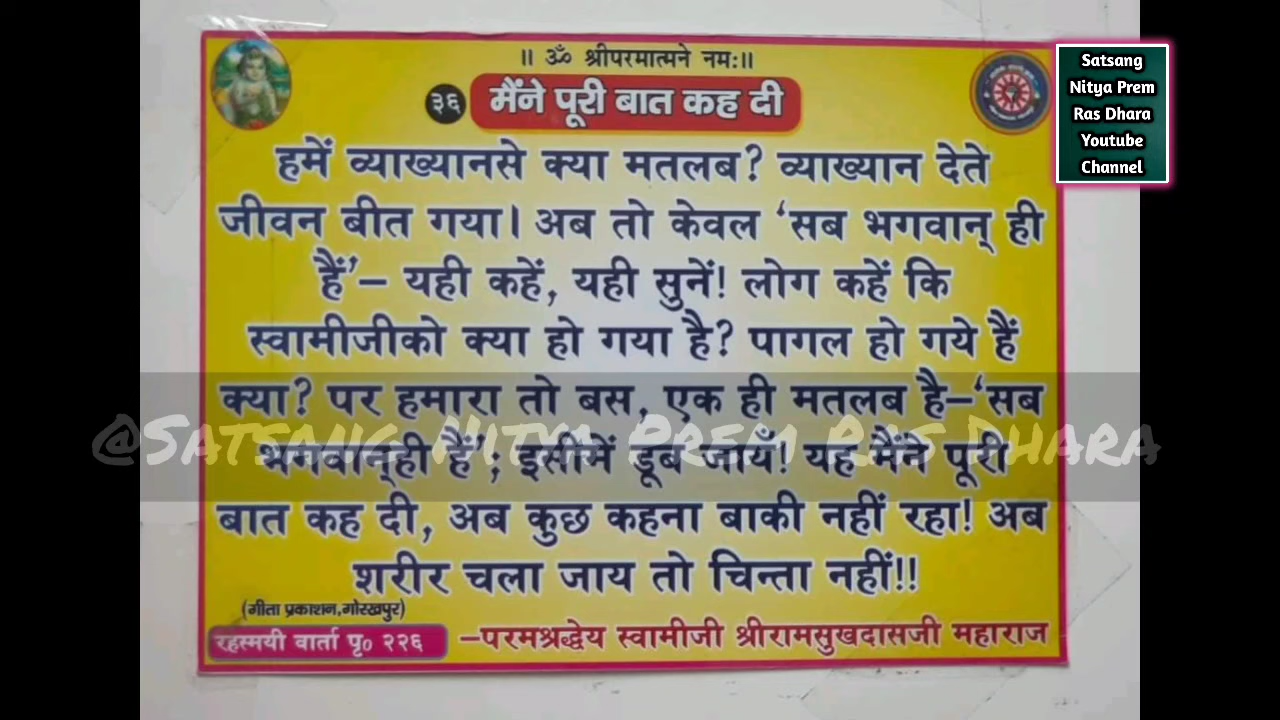 ॥ ॐ श्रीपरमात्मने नमः॥
३६ मैंने पूरी बात कह दी
हमें व्याख्यानसे क्या मतलब? व्याख्यान देते
जीवन बीत गया। अब तो केवल ‘सब भगवान् ही
हैं’– यही कहें, यही सुनें! लोग कहें कि
स्वामीजीको क्या हो गया है? पागल हो गये हैं
क्या? पर हमारा तो बस, एक ही मतलब है–‘सब
भगवान्ही हैं’; इसीमें डूब जायँ! यह मैंने पूरी
बात कह दी, अब कुछ कहना बाकी नहीं रहा! अब
शरीर चला जाय तो चिन्ता नहीं!!
(गीता प्रकाशन,गोरखपुर)
रहस्मयी वार्ता पृ० २२६
–परमश्रद्धेय स्वामीजी श्रीरामसुखदासजी महाराज
Satsang
Nitya Prem
Ras Dhara
Youtube
Channel
@Satsang Nitya Prem Ras Dhara